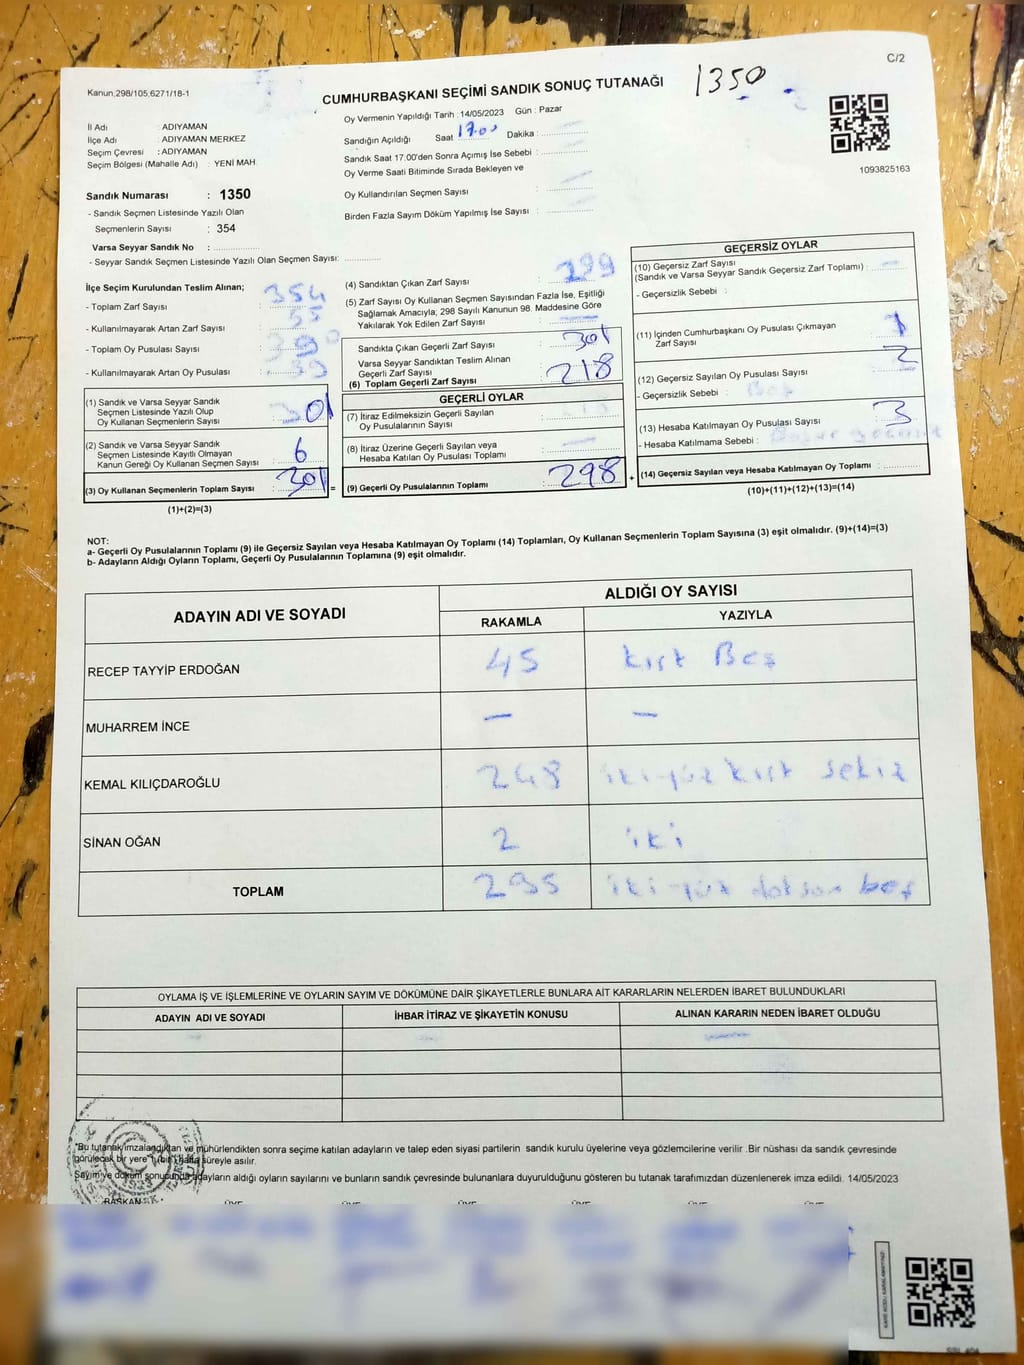 C/2
Kanun,298/105,6271/18-1
CUMHURBAŞKANI SEÇİMİ SANDIK SONUÇ TUTANAĞI
1350
İl Adı : ADIYAMAN
İlçe Adı : ADIYAMAN MERKEZ
Seçim Çevresi : ADIYAMAN
Seçim Bölgesi (Mahalle Adı) : YENİ MAH.
Sandık Numarası : 1350
- Sandık Seçmen Listesinde Yazılı Olan
Seçmenlerin Sayısı : 354
Varsa Seyyar Sandık No :
- Seyyar Sandık Seçmen Listesinde Yazılı Olan Seçmen Sayısı:
Oy Vermenin Yapıldığı Tarih :14/05/2023 Gün : Pazar
Sandığın Açıldığı Saat 17.00 Dakika :
Sandık Saat 17.00'den Sonra Açımış İse Sebebi :
Oy Verme Saati Bitiminde Sırada Bekleyen ve
Oy Kullandırılan Seçmen Sayısı :
Birden Fazla Sayım Döküm Yapılmış İse Sayısı :
1093825163
İlçe Seçim Kurulundan Teslim Alınan;
- Toplam Zarf Sayısı : 354
- Kullanılmayarak Artan Zarf Sayısı :
- Toplam Oy Pusulası Sayısı :
- Kullanılmayarak Artan Oy Pusulası :
(1) Sandık ve Varsa Seyyar Sandık
Seçmen Listesinde Yazılı Olup
Oy Kullanan Seçmenlerin Sayısı : 301
(2) Sandık ve Varsa Seyyar Sandık
Seçmen Listesinde Kayıtlı Olmayan
Kanun Gereği Oy Kullanan Seçmen Sayısı : 6
(3) Oy Kullanan Seçmenlerin Toplam Sayısı : 301 =
(1)+(2)=(3)
(4) Sandıktan Çıkan Zarf Sayısı : 299
(5) Zarf Sayısı Oy Kullanan Seçmen Sayısından Fazla İse, Eşitliği
Sağlamak Amacıyla; 298 Sayılı Kanunun 98. Maddesine Göre
Yakılarak Yok Edilen Zarf Sayısı : —
Sandıkta Çıkan Geçerli Zarf Sayısı : 301
Varsa Seyyar Sandıktan Teslim Alınan
Geçerli Zarf Sayısı :
(6) Toplam Geçerli Zarf Sayısı 218
GEÇERLİ OYLAR
(7) İtiraz Edilmeksizin Geçerli Sayılan
Oy Pusulalarının Sayısı :
(8) İtiraz Üzerine Geçerli Sayılan veya
Hesaba Katılan Oy Pusulası Toplamı : —
(9) Geçerli Oy Pusulalarının Toplamı : 298 +
GEÇERSİZ OYLAR
(10) Geçersiz Zarf Sayısı
(Sandık ve Varsa Seyyar Sandık Geçersiz Zarf Toplamı) : —
- Geçersizlik Sebebi :
(11) İçinden Cumhurbaşkanı Oy Pusulası Çıkmayan
Zarf Sayısı : 1
(12) Geçersiz Sayılan Oy Pusulası Sayısı : 2
- Geçersizlik Sebebi : Boş
(13) Hesaba Katılmayan Oy Pusulası Sayısı : 3
- Hesaba Katılmama Sebebi :
(14) Geçersiz Sayılan veya Hesaba Katılmayan Oy Toplamı :
(10)+(11)+(12)+(13)=(14)
NOT:
a- Geçerli Oy Pusulalarının Toplamı (9) ile Geçersiz Sayılan veya Hesaba Katılmayan Oy Toplamı (14) Toplamları, Oy Kullanan Seçmenlerin Toplam Sayısına (3) eşit olmalıdır. (9)+(14)=(3)
b- Adayların Aldığı Oyların Toplamı, Geçerli Oy Pusulalarının Toplamına (9) eşit olmalıdır.
ADAYIN ADI VE SOYADI
ALDIĞI OY SAYISI
RAKAMLA YAZIYLA
RECEP TAYYİP ERDOĞAN 45 kırk Beş
MUHARREM İNCE — —
KEMAL KILIÇDAROĞLU 248 iki-yüz kırk sekiz
SİNAN OĞAN 2 iki
TOPLAM 295 iki-yüz doksan beş
OYLAMA İŞ VE İŞLEMLERİNE VE OYLARIN SAYIM VE DÖKÜMÜNE DAİR ŞİKAYETLERLE BUNLARA AİT KARARLARIN NELERDEN İBARET BULUNDUKLARI
ADAYIN ADI VE SOYADI İHBAR İTİRAZ VE ŞİKAYETİN KONUSU ALINAN KARARIN NEDEN İBARET OLDUĞU
— — —
"Bu tutanak imzalandıktan ve mühürlendikten sonra seçime katılan adayların ve talep eden siyasi partilerin sandık kurulu üyelerine veya gözlemcilerine verilir .Bir nüshası da sandık çevresinde
görülecek bir yere 1 (bir) hafta süreyle asılır.
Sayım ve döküm sonucunda adayların aldığı oyların sayılarını ve bunların sandık çevresinde bulunanlara duyurulduğunu gösteren bu tutanak tarafımızdan düzenlenerek imza edildi. 14/05/2023
BAŞKAN ÜYE ÜYE ÜYE ÜYE ÜYE ÜYE